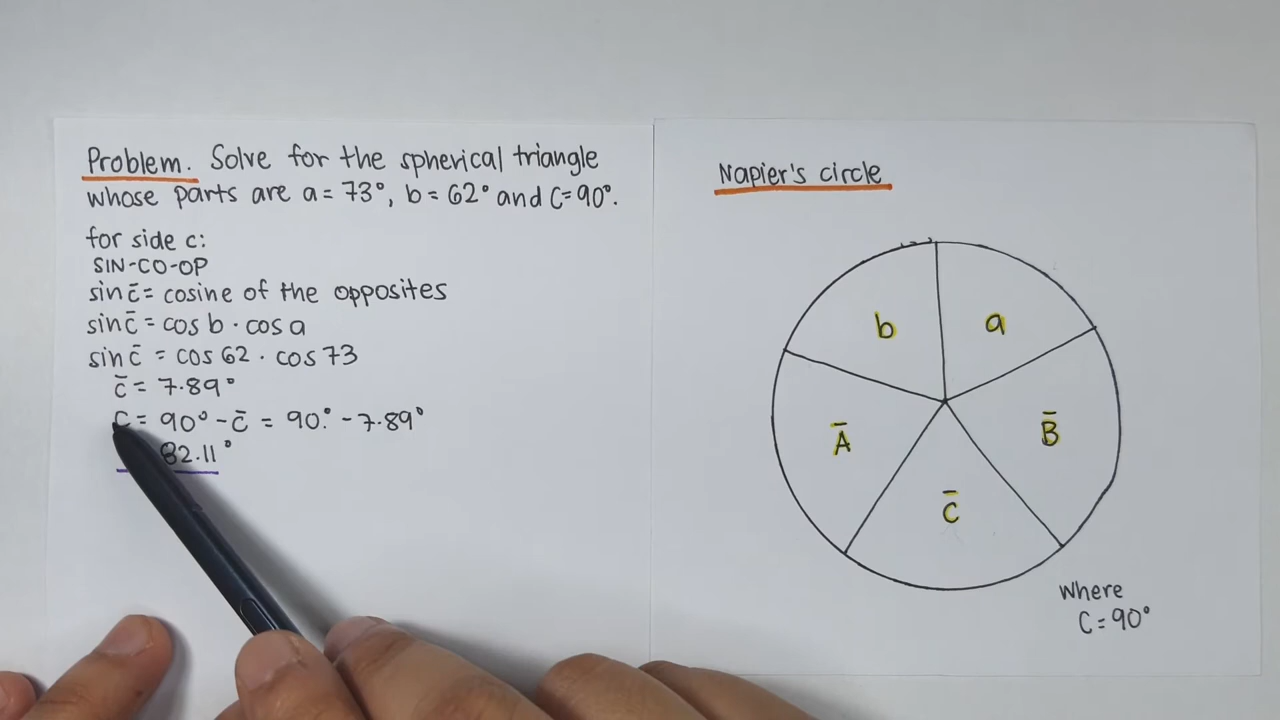 Problem. Solve for the spherical triangle
whose parts are a = 73°, b = 62° and C = 90°.
for side c:
SIN-CO-OP
sin c̄ = cosine of the opposites
sin c̄ = cos b · cos a
sin c̄ = cos 62 · cos 73
c̄ = 7.89°
c = 90° - c̄ = 90° - 7.89°
82.11°
Napier's circle
b a
Ā B̄
c̄
Where
C = 90°